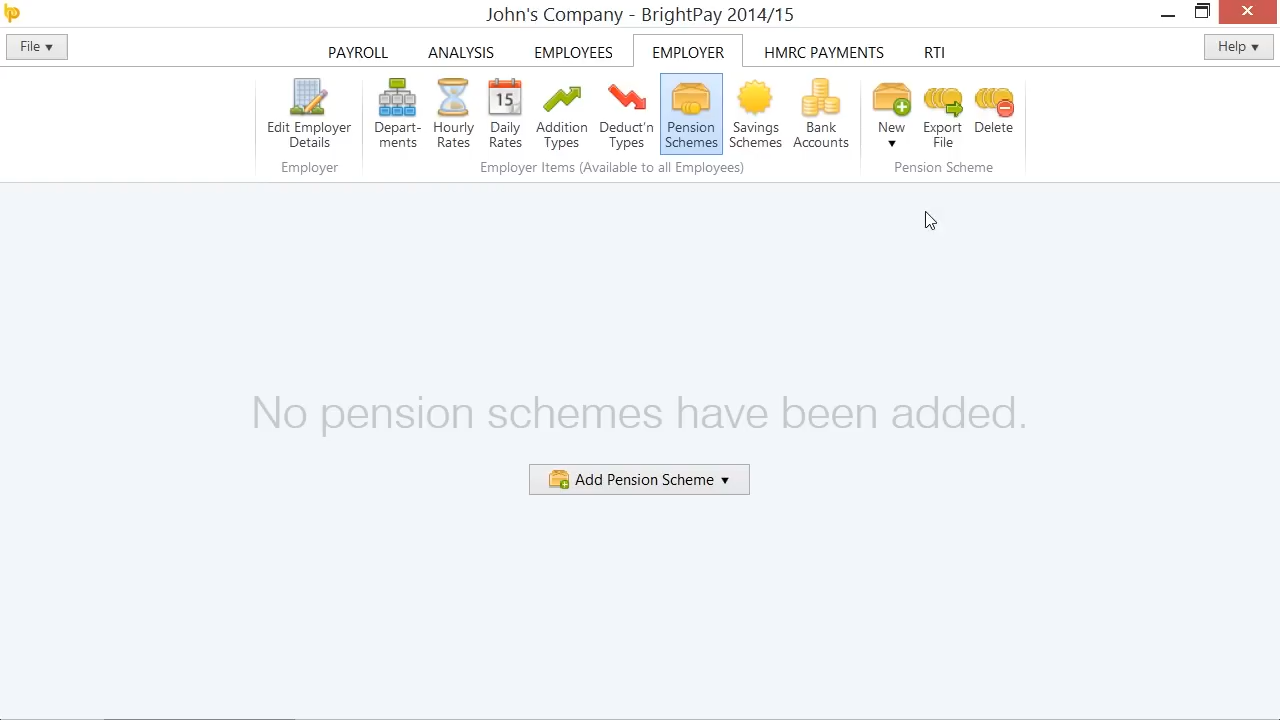 John's Company - BrightPay 2014/15
File ▾
PAYROLL ANALYSIS EMPLOYEES EMPLOYER HMRC PAYMENTS RTI
Help ▾
Edit Employer
Details
Employer
Depart-
ments
Hourly
Rates
15
Daily
Rates
Addition
Types
Deduct'n
Types
Pension
Schemes
Savings
Schemes
Bank
Accounts
Employer Items (Available to all Employees)
New
Export
File
Delete
Pension Scheme
No pension schemes have been added.
Add Pension Scheme ▾